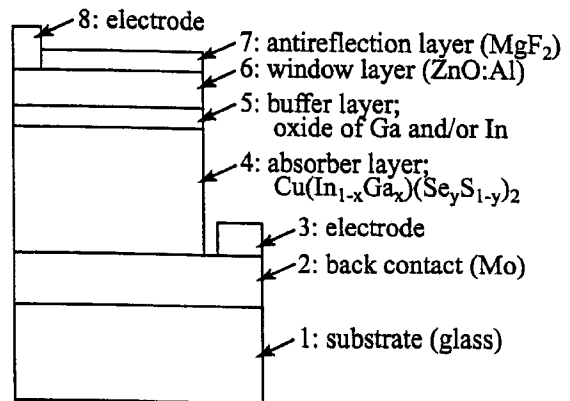 8: electrode
7: antireflection layer (MgF₂)
6: window layer (ZnO:Al)
5: buffer layer;
oxide of Ga and/or In
4: absorber layer;
Cu(In₁₋ₓGaₓ)(SeᵧS₁₋ᵧ)₂
3: electrode
2: back contact (Mo)
1: substrate (glass)